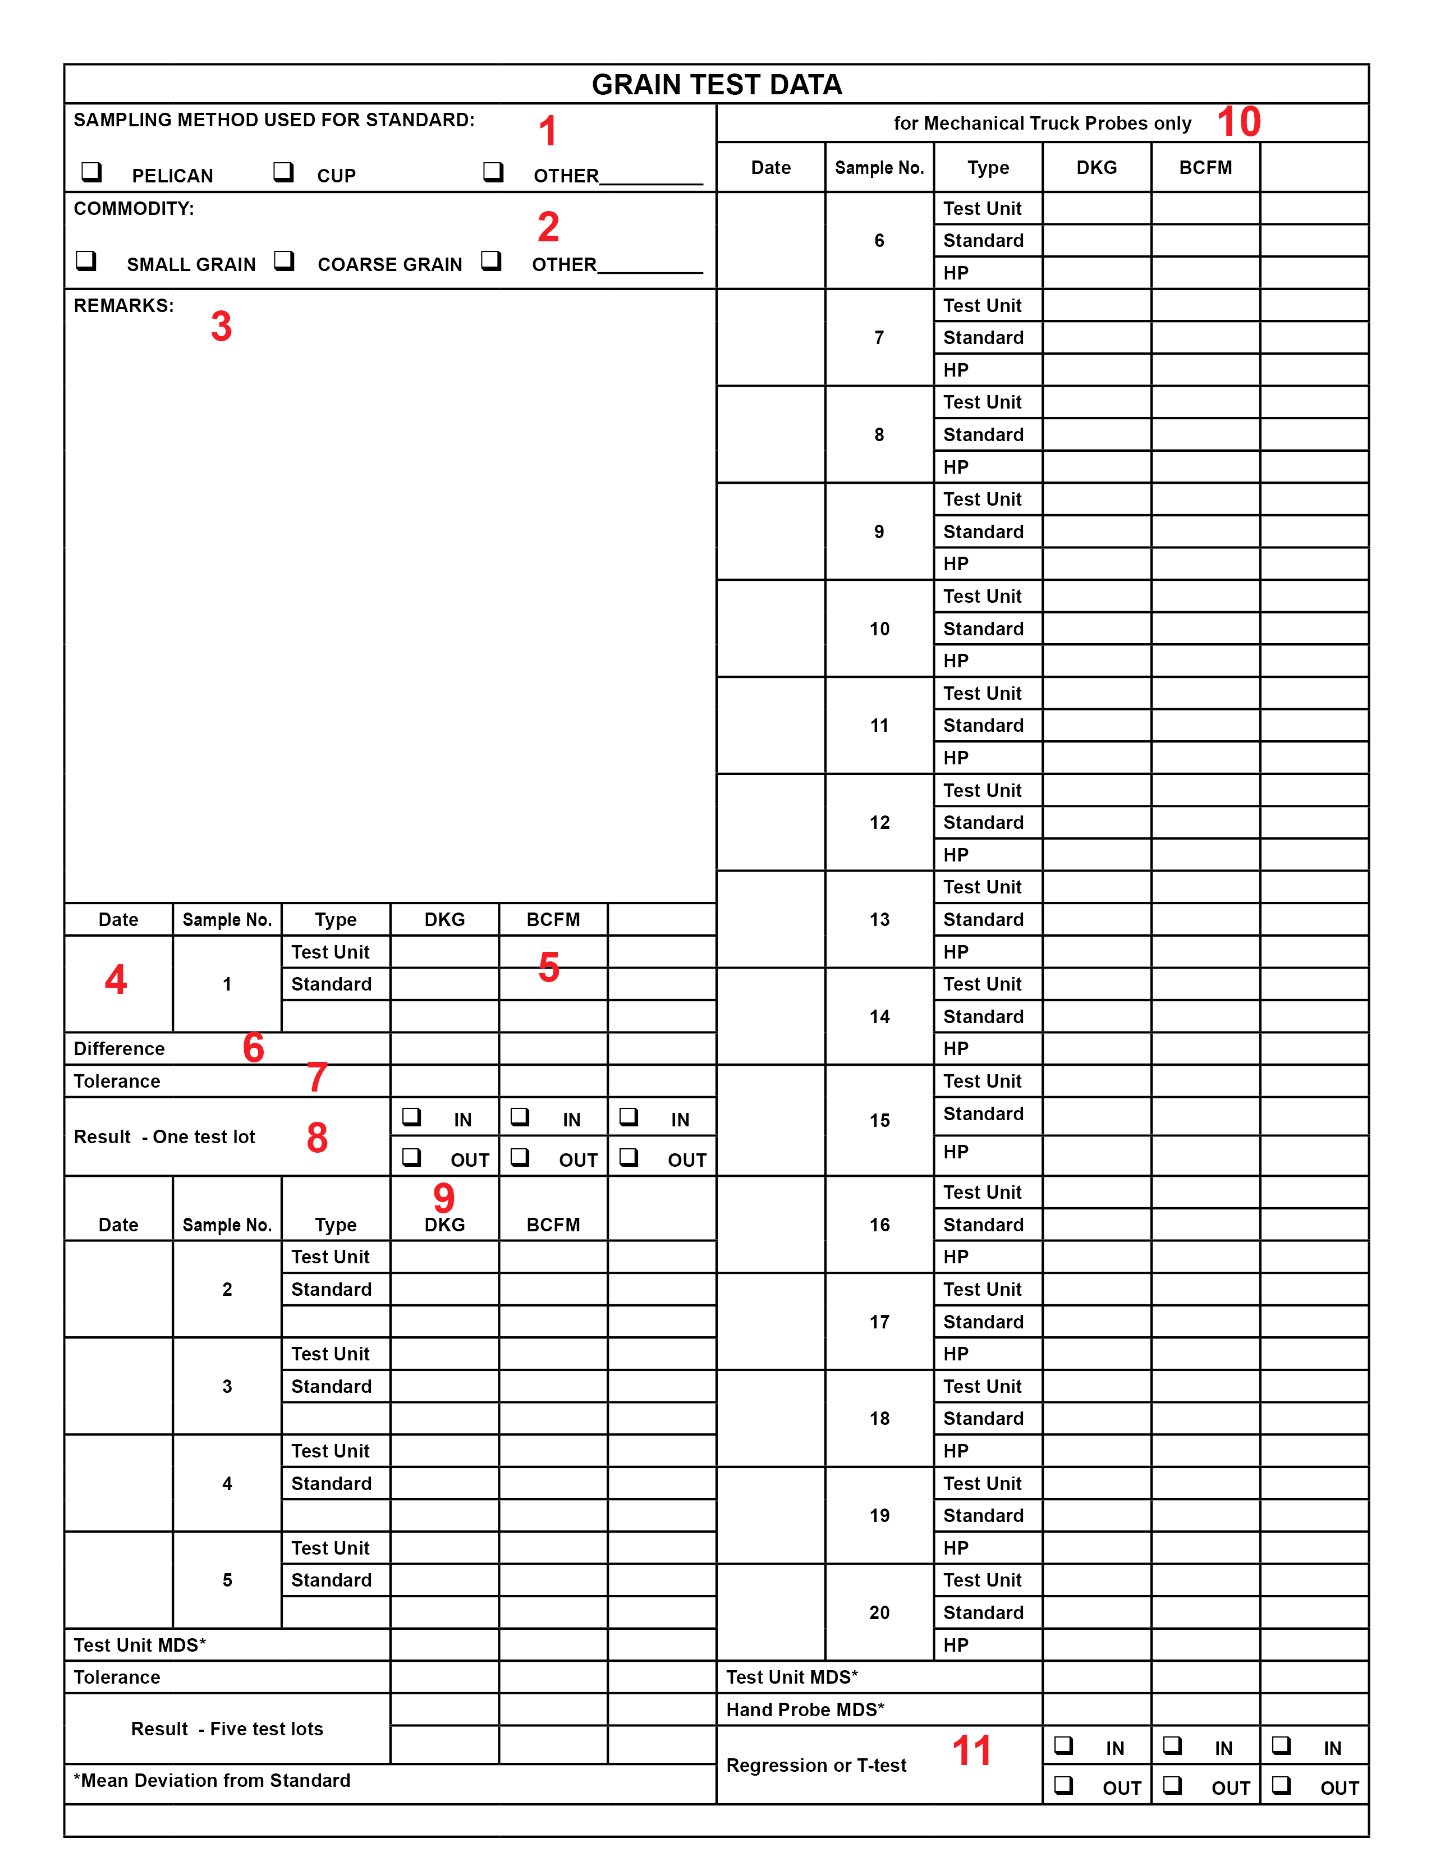 GRAIN TEST DATA
SAMPLING METHOD USED FOR STANDARD: 1
❑ PELICAN ❑ CUP ❑ OTHER__________
COMMODITY: 2
❑ SMALL GRAIN ❑ COARSE GRAIN ❑ OTHER__________
REMARKS: 3
Date Sample No. Type DKG BCFM
4 1 Test Unit 5
Standard
Difference 6
Tolerance 7
Result - One test lot 8
❑ IN ❑ IN ❑ IN
❑ OUT ❑ OUT ❑ OUT
9
Date Sample No. Type DKG BCFM
2 Test Unit
Standard
3 Test Unit
Standard
4 Test Unit
Standard
5 Test Unit
Standard
Test Unit MDS*
Tolerance
Result - Five test lots
*Mean Deviation from Standard
for Mechanical Truck Probes only 10
Date Sample No. Type DKG BCFM
6 Test Unit
Standard
HP
7 Test Unit
Standard
HP
8 Test Unit
Standard
HP
9 Test Unit
Standard
HP
10 Test Unit
Standard
HP
11 Test Unit
Standard
HP
12 Test Unit
Standard
HP
13 Test Unit
Standard
HP
14 Test Unit
Standard
HP
15 Test Unit
Standard
HP
16 Test Unit
Standard
HP
17 Test Unit
Standard
HP
18 Test Unit
Standard
HP
19 Test Unit
Standard
HP
20 Test Unit
Standard
HP
Test Unit MDS*
Hand Probe MDS*
Regression or T-test 11
❑ IN ❑ IN ❑ IN
❑ OUT ❑ OUT ❑ OUT